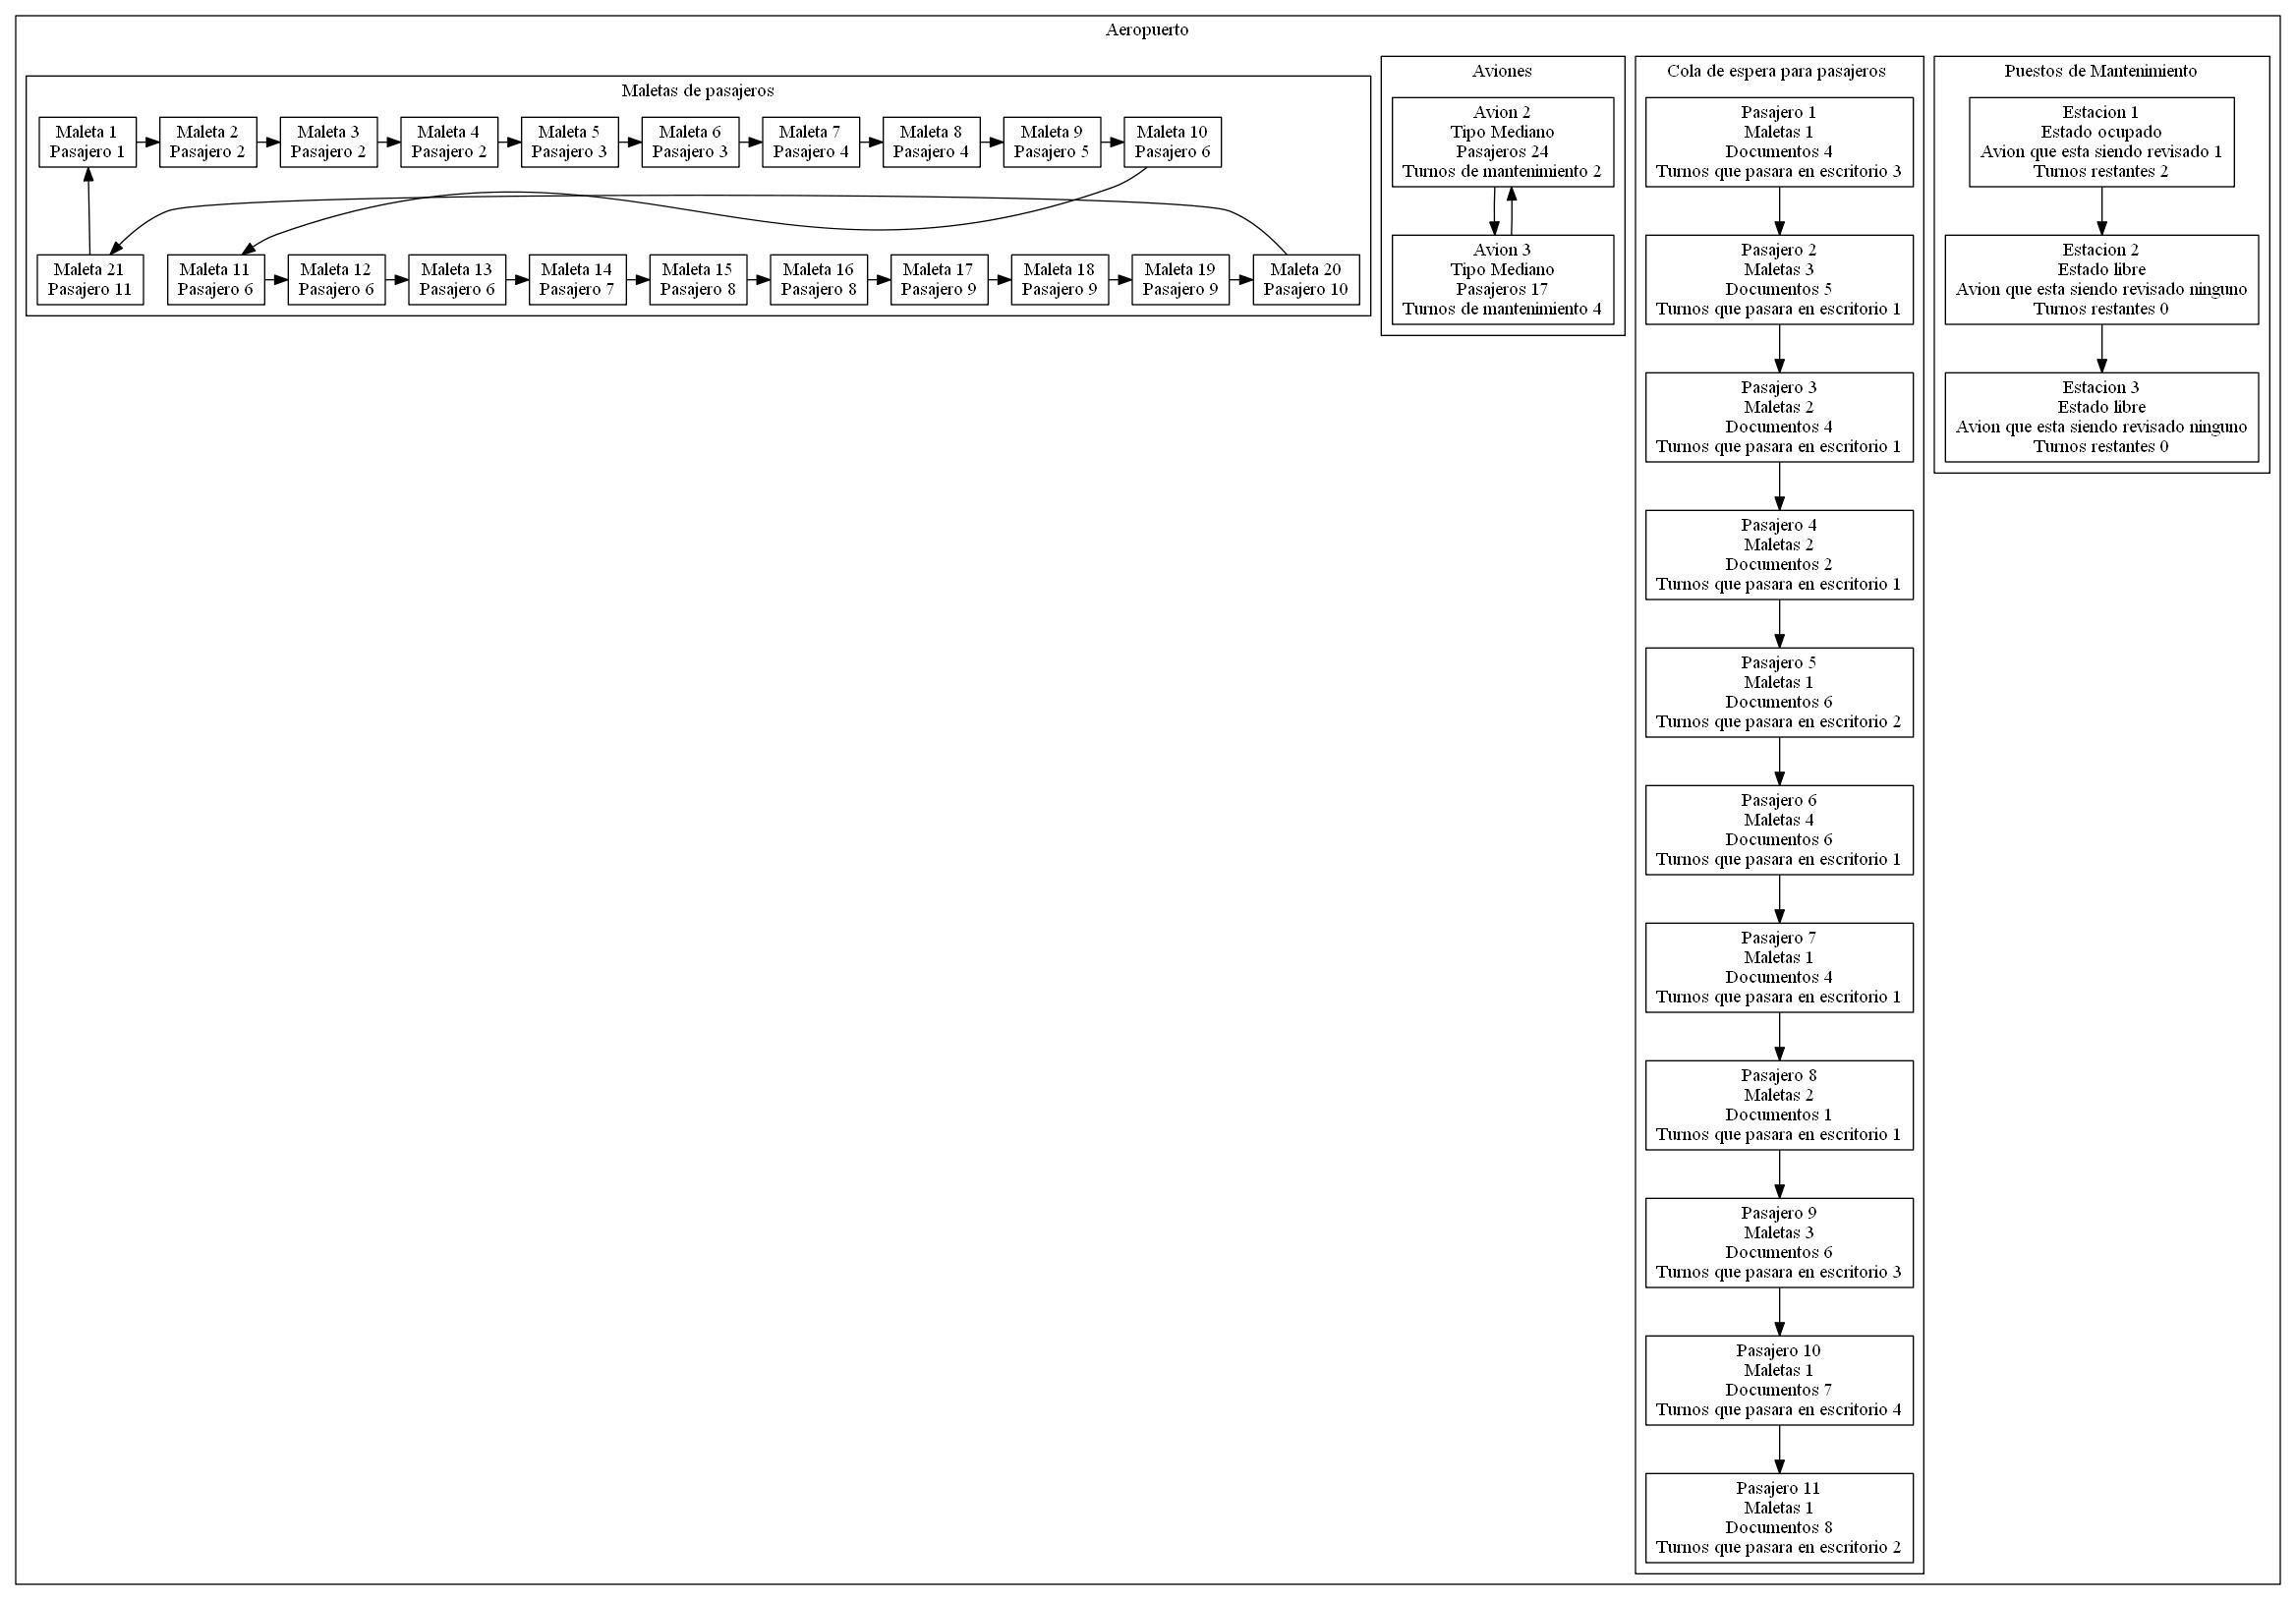 Aeropuerto
Maletas de pasajeros
Maleta 1
Pasajero 1
Maleta 2
Pasajero 2
Maleta 3
Pasajero 2
Maleta 4
Pasajero 2
Maleta 5
Pasajero 3
Maleta 6
Pasajero 3
Maleta 7
Pasajero 4
Maleta 8
Pasajero 4
Maleta 9
Pasajero 5
Maleta 10
Pasajero 6
Maleta 21
Pasajero 11
Maleta 11
Pasajero 6
Maleta 12
Pasajero 6
Maleta 13
Pasajero 6
Maleta 14
Pasajero 7
Maleta 15
Pasajero 8
Maleta 16
Pasajero 8
Maleta 17
Pasajero 9
Maleta 18
Pasajero 9
Maleta 19
Pasajero 9
Maleta 20
Pasajero 10
Aviones
Avion 2
Tipo Mediano
Pasajeros 24
Turnos de mantenimiento 2
Avion 3
Tipo Mediano
Pasajeros 17
Turnos de mantenimiento 4
Cola de espera para pasajeros
Pasajero 1
Maletas 1
Documentos 4
Turnos que pasara en escritorio 3
Pasajero 2
Maletas 3
Documentos 5
Turnos que pasara en escritorio 1
Pasajero 3
Maletas 2
Documentos 4
Turnos que pasara en escritorio 1
Pasajero 4
Maletas 2
Documentos 2
Turnos que pasara en escritorio 1
Pasajero 5
Maletas 1
Documentos 6
Turnos que pasara en escritorio 2
Pasajero 6
Maletas 4
Documentos 6
Turnos que pasara en escritorio 1
Pasajero 7
Maletas 1
Documentos 4
Turnos que pasara en escritorio 1
Pasajero 8
Maletas 2
Documentos 1
Turnos que pasara en escritorio 1
Pasajero 9
Maletas 3
Documentos 6
Turnos que pasara en escritorio 3
Pasajero 10
Maletas 1
Documentos 7
Turnos que pasara en escritorio 4
Pasajero 11
Maletas 1
Documentos 8
Turnos que pasara en escritorio 2
Puestos de Mantenimiento
Estacion 1
Estado ocupado
Avion que esta siendo revisado 1
Turnos restantes 2
Estacion 2
Estado libre
Avion que esta siendo revisado ninguno
Turnos restantes 0
Estacion 3
Estado libre
Avion que esta siendo revisado ninguno
Turnos restantes 0